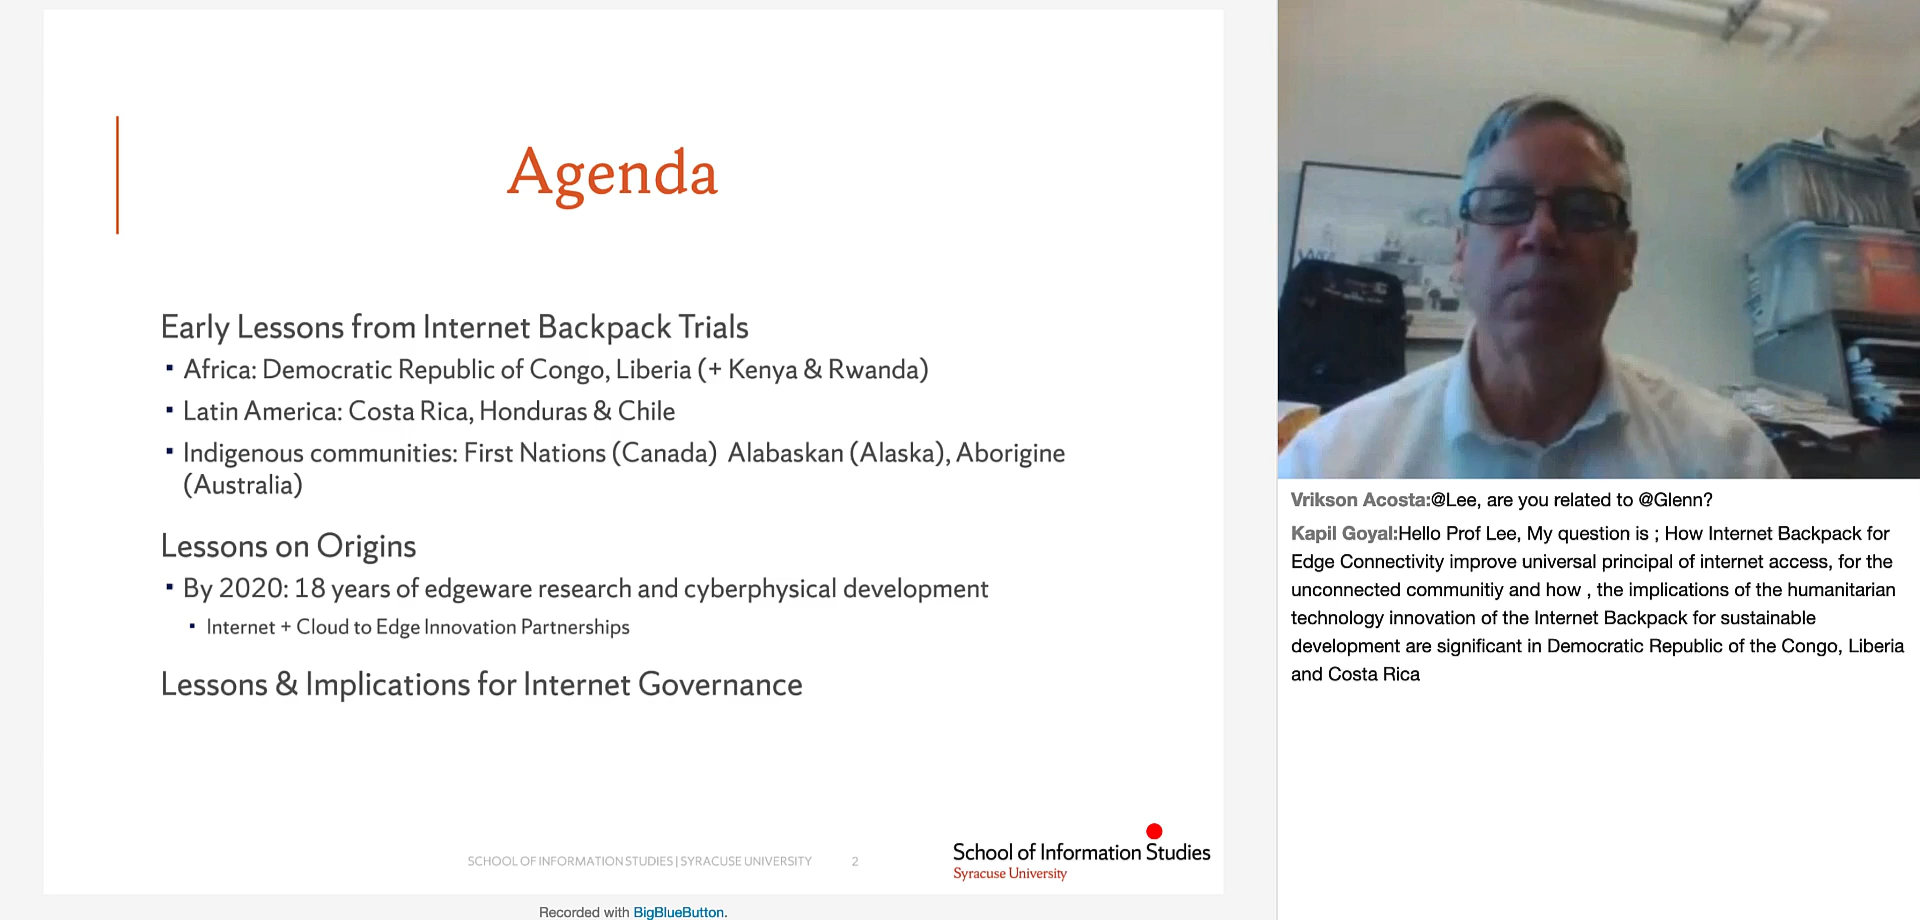 Agenda
Early Lessons from Internet Backpack Trials
▪ Africa: Democratic Republic of Congo, Liberia (+ Kenya & Rwanda)
▪ Latin America: Costa Rica, Honduras & Chile
▪ Indigenous communities: First Nations (Canada)  Alabaskan (Alaska), Aborigine
(Australia)
Lessons on Origins
▪ By 2020: 18 years of edgeware research and cyberphysical development
▪ Internet + Cloud to Edge Innovation Partnerships
Lessons & Implications for Internet Governance
SCHOOL OF INFORMATION STUDIES | SYRACUSE UNIVERSITY 2
School of Information Studies
Syracuse University
Recorded with BigBlueButton.
Vrikson Acosta:@Lee, are you related to @Glenn?
Kapil Goyal:Hello Prof Lee, My question is ; How Internet Backpack for
Edge Connectivity improve universal principal of internet access, for the
unconnected communitiy and how , the implications of the humanitarian
technology innovation of the Internet Backpack for sustainable
development are significant in Democratic Republic of the Congo, Liberia
and Costa Rica